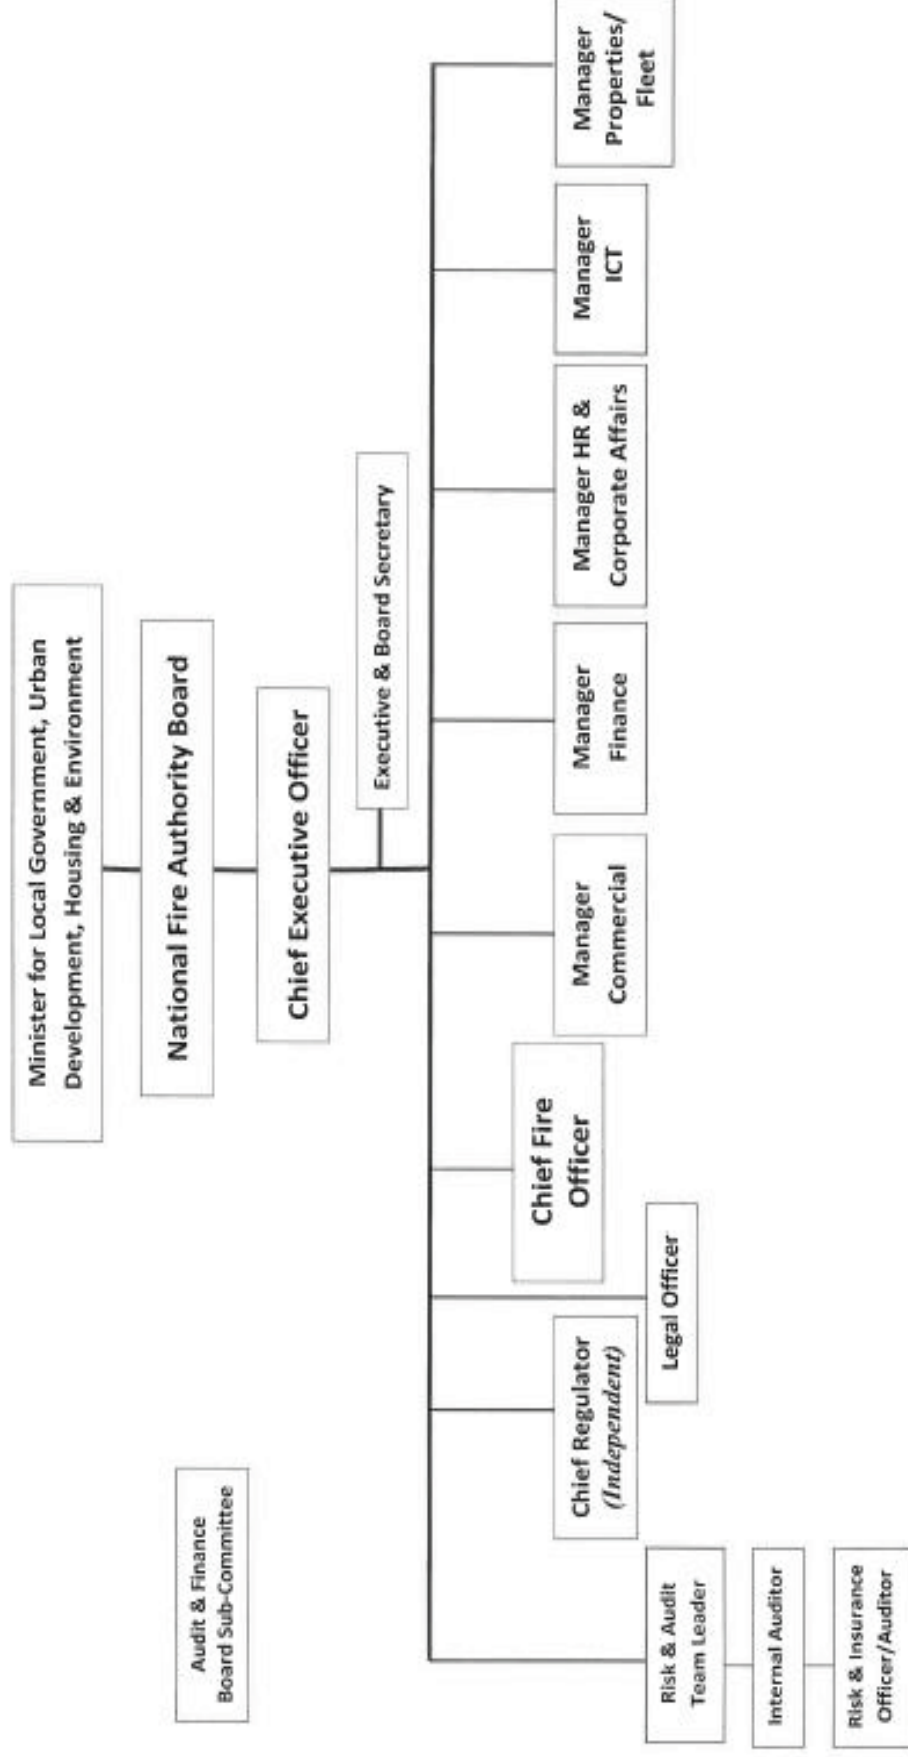 Minister for Local Government, Urban
Development, Housing & Environment
National Fire Authority Board
Chief Executive Officer
Executive & Board Secretary
Audit & Finance
Board Sub-Committee
Risk & Audit
Team Leader
Internal Auditor
Risk & Insurance
Officer/Auditor
Chief Regulator
(Independent)
Legal Officer
Chief Fire
Officer
Manager
Commercial
Manager
Finance
Manager HR &
Corporate Affairs
Manager
ICT
Manager
Properties/
Fleet